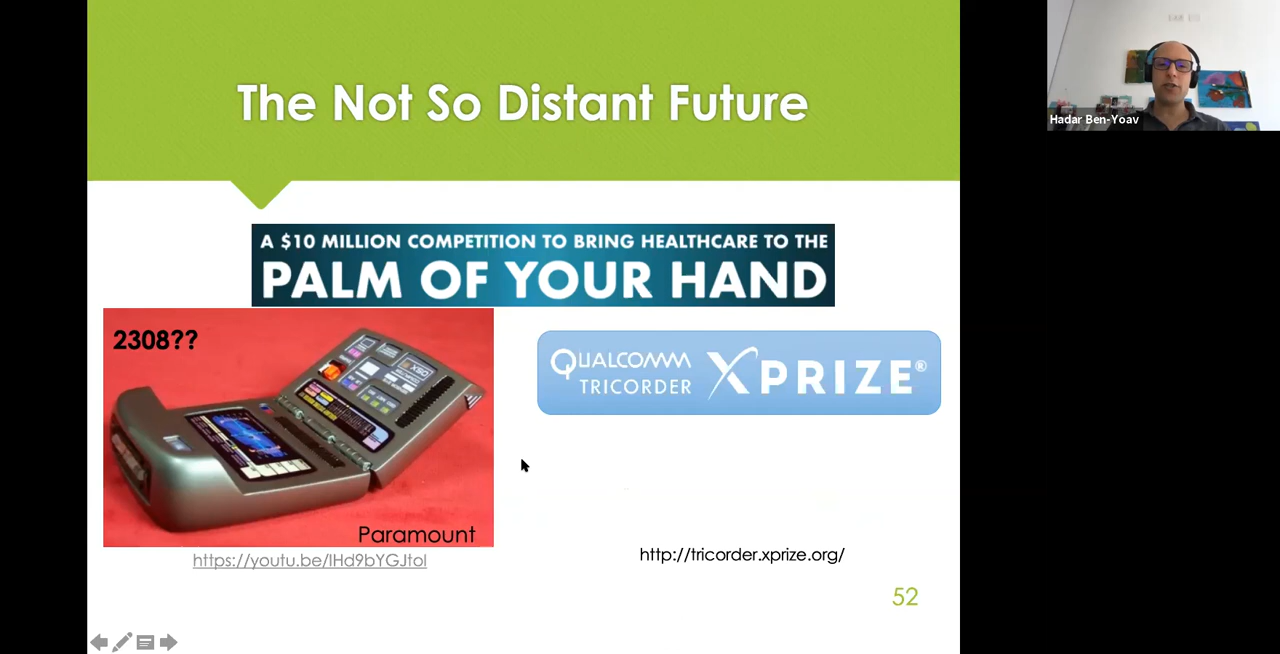 The Not So Distant Future
Hadar Ben-Yoav
A $10 MILLION COMPETITION TO BRING HEALTHCARE TO THE
PALM OF YOUR HAND
2308??
QUALCOMM
TRICORDER
XPRIZE®
Paramount
https://youtu.be/IHd9bYGJtoI
http://tricorder.xprize.org/
52